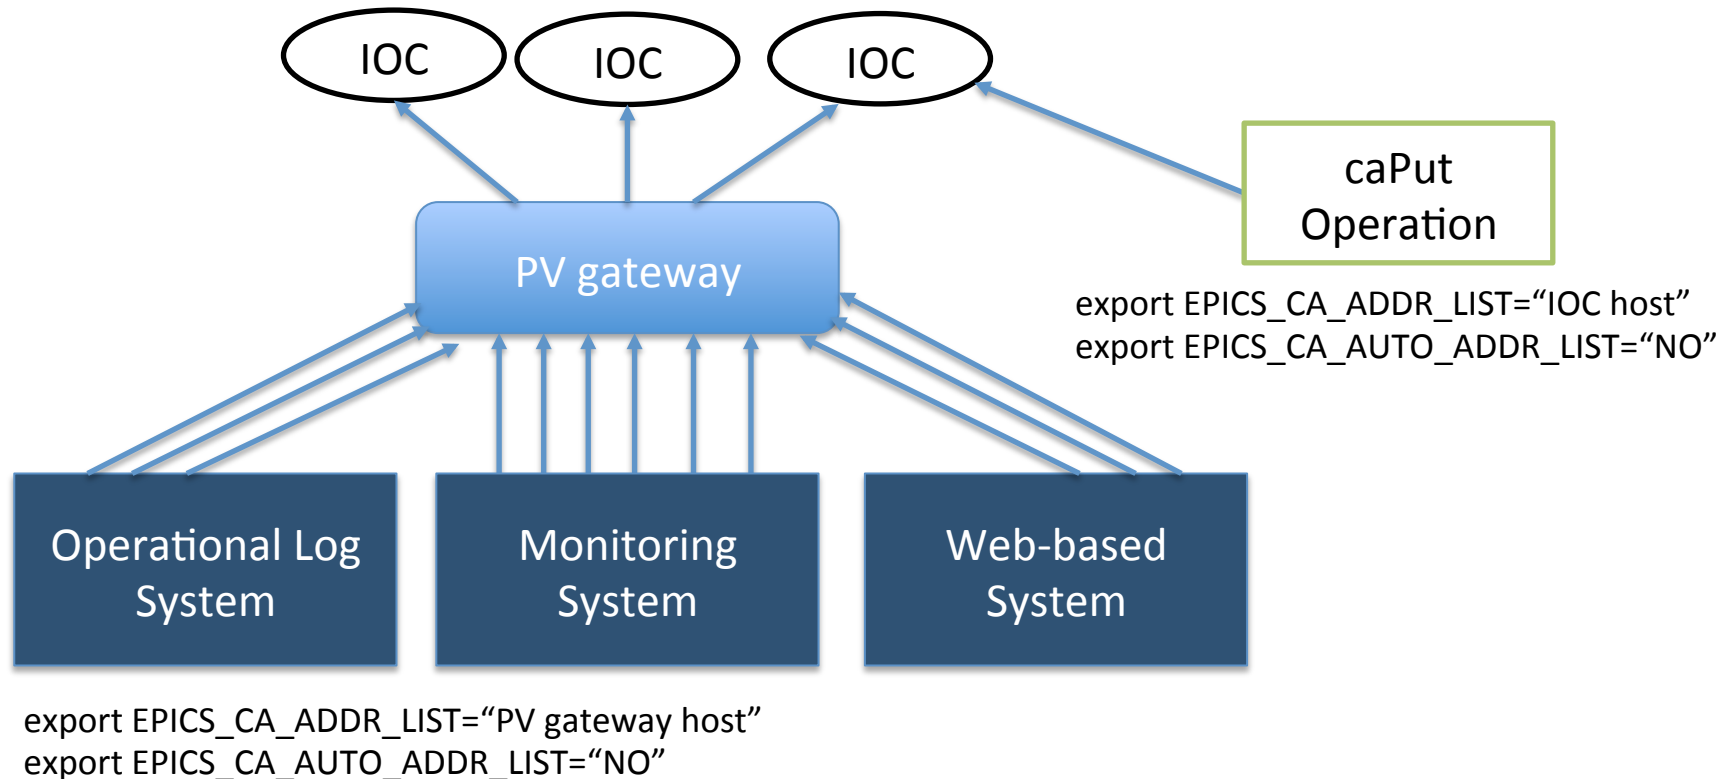 IOC
IOC
IOC
caPut
Operation
PV gateway
export EPICS_CA_ADDR_LIST=“IOC host”
export EPICS_CA_AUTO_ADDR_LIST=“NO”
Operational Log
System
Monitoring
System
Web-based
System
export EPICS_CA_ADDR_LIST=“PV gateway host”
export EPICS_CA_AUTO_ADDR_LIST=“NO”